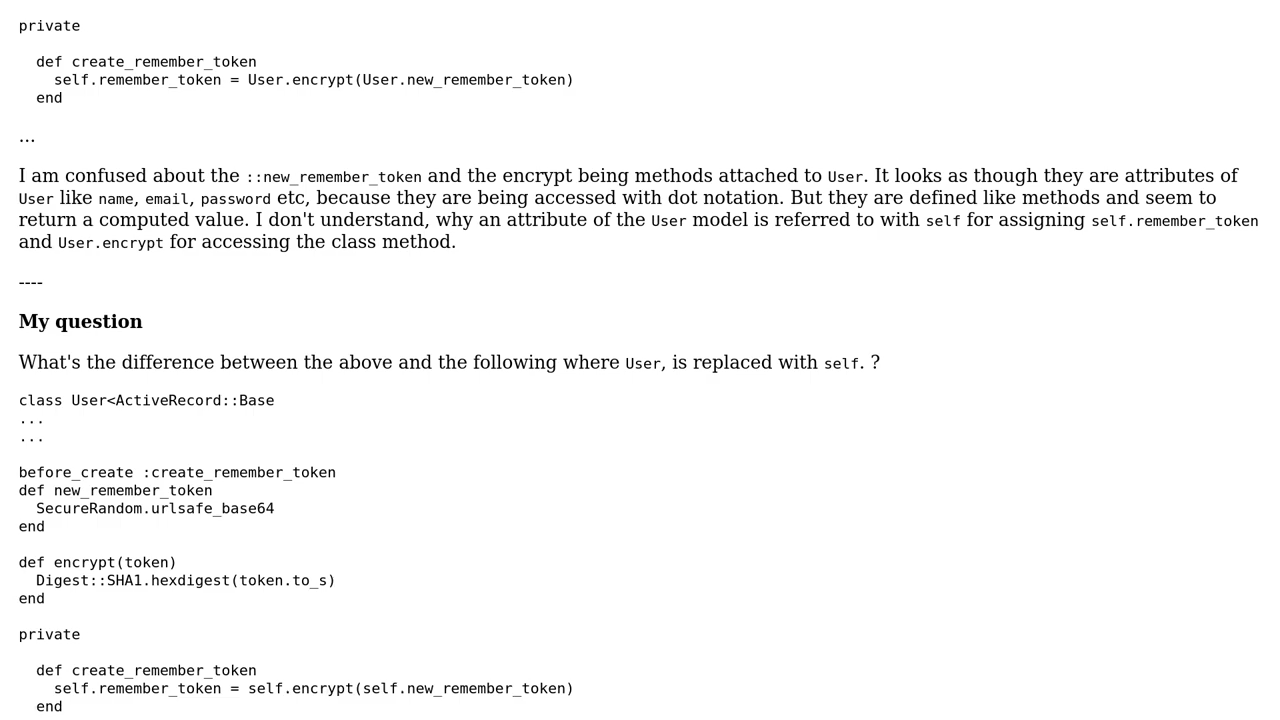 private
def create_remember_token
self.remember_token = User.encrypt(User.new_remember_token)
end
...
I am confused about the ::new_remember_token and the encrypt being methods attached to User. It looks as though they are attributes of
User like name, email, password etc, because they are being accessed with dot notation. But they are defined like methods and seem to
return a computed value. I don't understand, why an attribute of the User model is referred to with self for assigning self.remember_token
and User.encrypt for accessing the class method.
----
My question
What's the difference between the above and the following where User, is replaced with self. ?
class User<ActiveRecord::Base
...
...
before_create :create_remember_token
def new_remember_token
SecureRandom.urlsafe_base64
end
def encrypt(token)
Digest::SHA1.hexdigest(token.to_s)
end
private
def create_remember_token
self.remember_token = self.encrypt(self.new_remember_token)
end